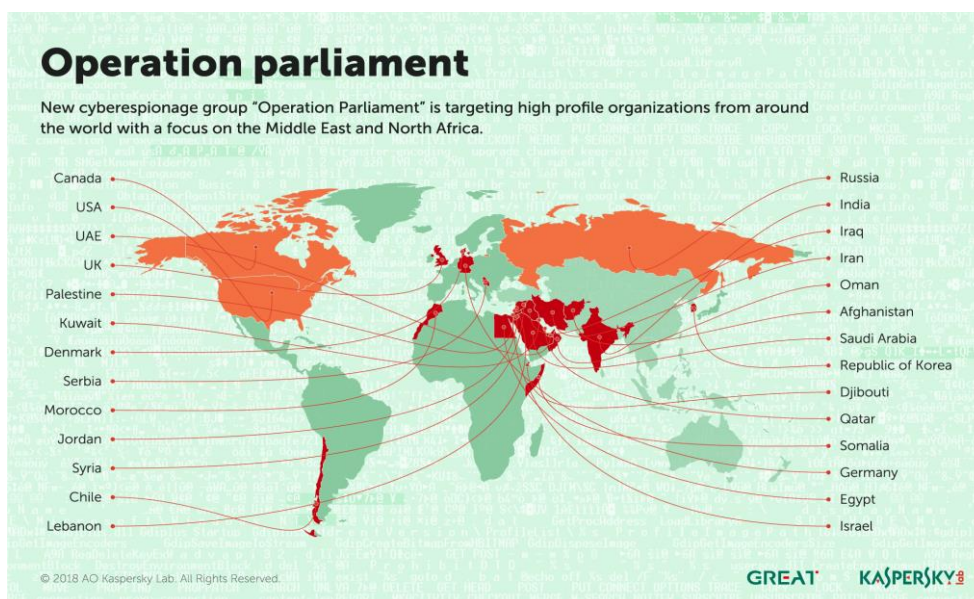 Operation parliament
New cyberespionage group “Operation Parliament” is targeting high profile organizations from around
the world with a focus on the Middle East and North Africa.
Canada
USA
UAE
UK
Palestine
Kuwait
Denmark
Serbia
Morocco
Jordan
Syria
Chile
Lebanon
Russia
India
Iraq
Iran
Oman
Afghanistan
Saudi Arabia
Republic of Korea
Djibouti
Qatar
Somalia
Germany
Egypt
Israel
© 2018 AO Kaspersky Lab. All Rights Reserved.
GREAT
KASPERSKY lab